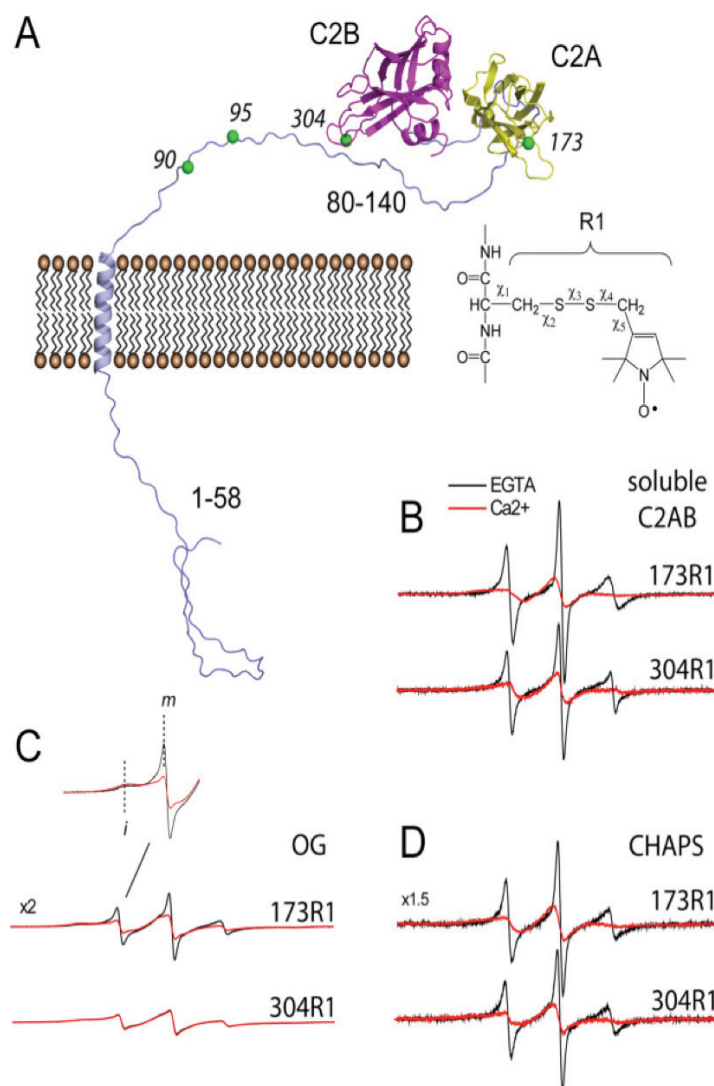 A
C2B
C2A
95
304
90
173
80-140
R1
NH
O=C
χ1
χ3
χ4
HC
CH2
S
S
CH2
χ2
χ5
NH
O=C
N
O•
1-58
EGTA
Ca2+
soluble
C2AB
B
173R1
304R1
m
C
i
OG
x2
173R1
304R1
D
CHAPS
x1.5
173R1
304R1